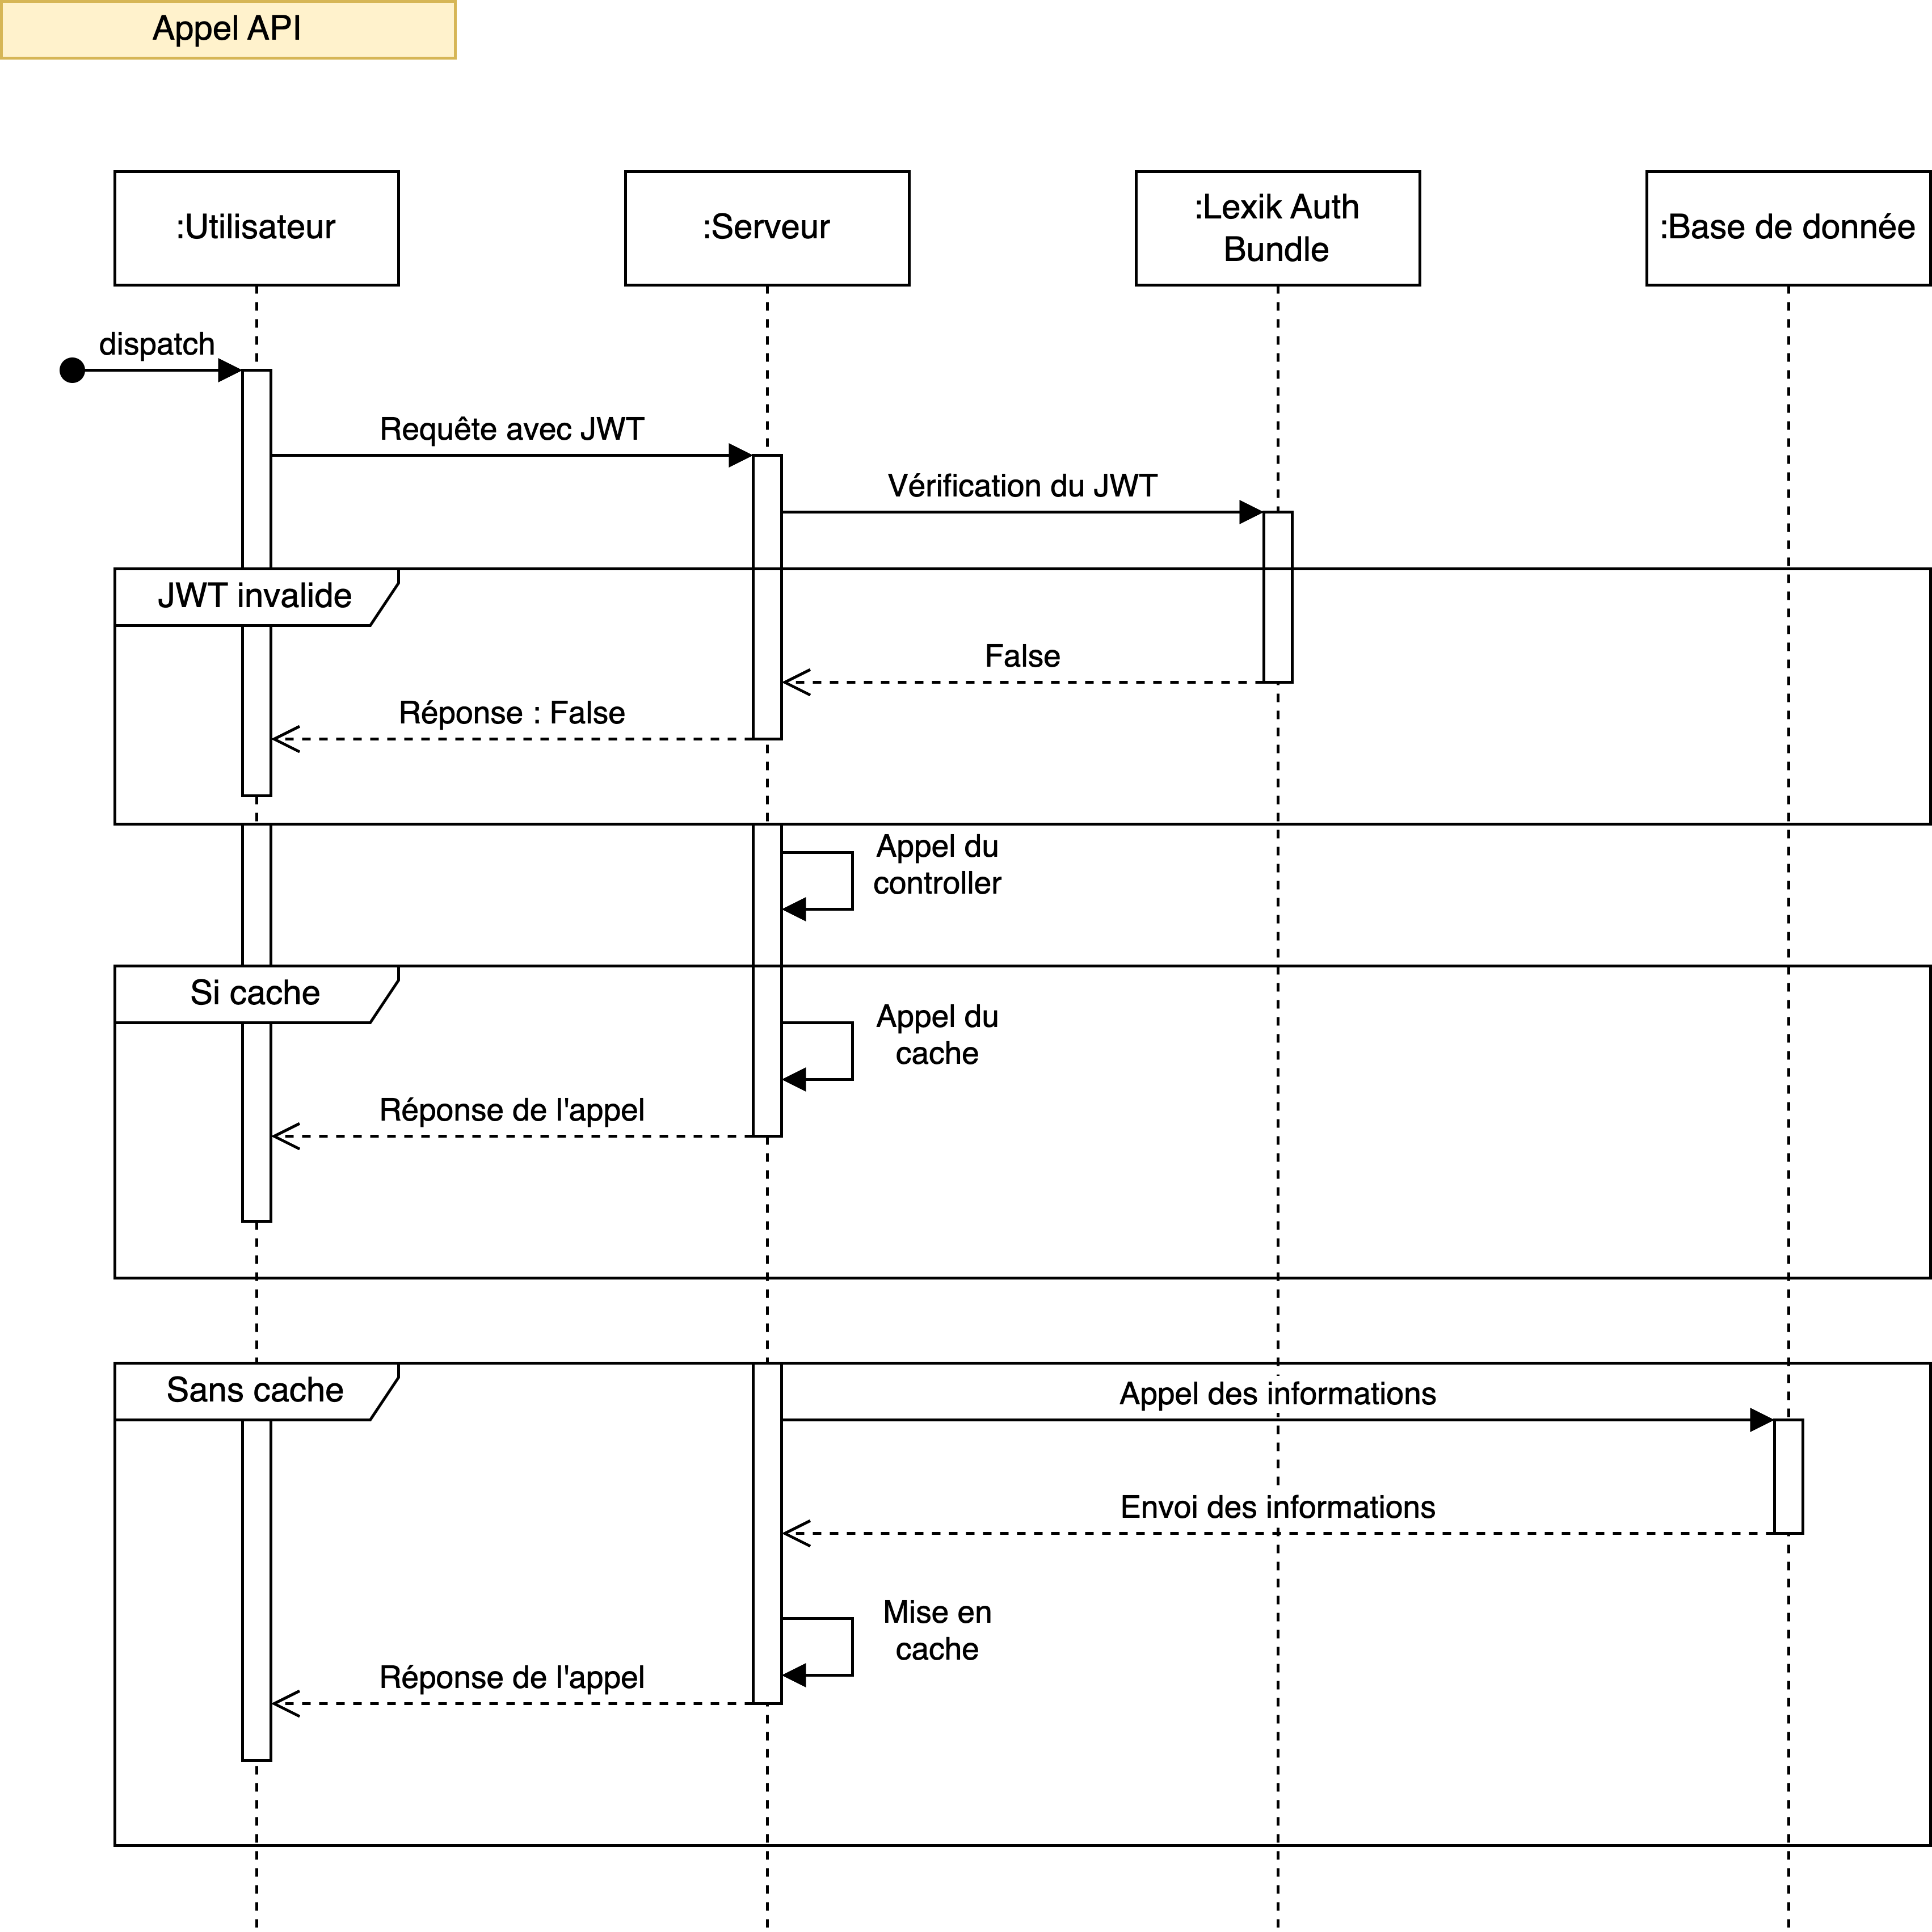 Appel API
:Utilisateur
:Serveur
:Lexik Auth
Bundle
:Base de donnée
dispatch
Requête avec JWT
Vérification du JWT
JWT invalide
False
Réponse : False
Appel du
controller
Si cache
Appel du
cache
Réponse de l'appel
Sans cache
Appel des informations
Envoi des informations
Mise en
cache
Réponse de l'appel